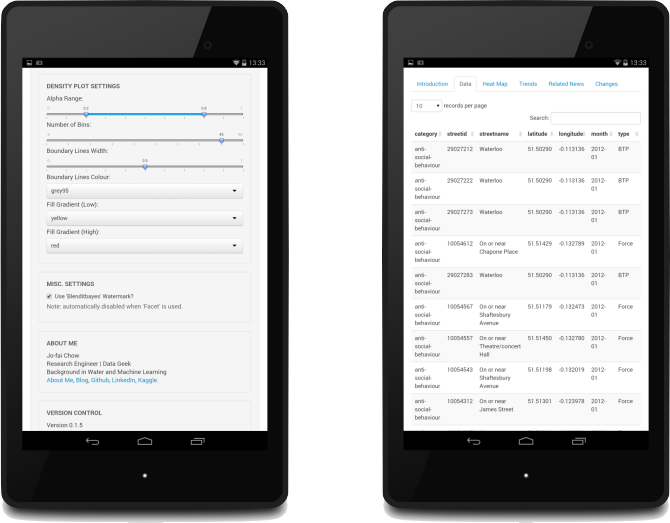 13:33
DENSITY PLOT SETTINGS
Alpha Range:
0 0.2 0.8 1
Number of Bins:
45 50
Boundary Lines Width:
0 0.5 1
Boundary Lines Colour:
grey95
Fill Gradient (Low):
yellow
Fill Gradient (High):
red
MISC. SETTINGS
Use 'Blenditbayes' Watermark?
Note: automatically disabled when 'Facet' is used.
ABOUT ME
Jo-fai Chow
Research Engineer | Data Geek
Background in Water and Machine Learning
About Me, Blog, Github, LinkedIn, Kaggle.
VERSION CONTROL
Version 0.1.5
13:33
Introduction Data Heat Map Trends Related News Changes
10 records per page
Search:
category streetid streetname latitude longitude month type
anti- 29027212 Waterloo 51.50290 -0.113136 2012- BTP
social- 01
behaviour
anti- 29027222 Waterloo 51.50290 -0.113136 2012- BTP
social- 01
behaviour
anti- 29027273 Waterloo 51.50290 -0.113136 2012- BTP
social- 01
behaviour
anti- 10054612 On or near 51.51429 -0.132789 2012- Force
social- Chapone Place 01
behaviour
anti- 29027283 Waterloo 51.50290 -0.113136 2012- BTP
social- 01
behaviour
anti- 10054567 On or near 51.51179 -0.132473 2012- Force
social- Shaftesbury 01
behaviour Avenue
anti- 10054557 On or near 51.51450 -0.132780 2012- Force
social- Theatre/concert 01
behaviour Hall
anti- 10054543 On or near 51.51198 -0.132019 2012- Force
social- Shaftesbury 01
behaviour Avenue
anti- 10054312 On or near 51.51301 -0.123978 2012- Force
social- James Street 01
behaviour